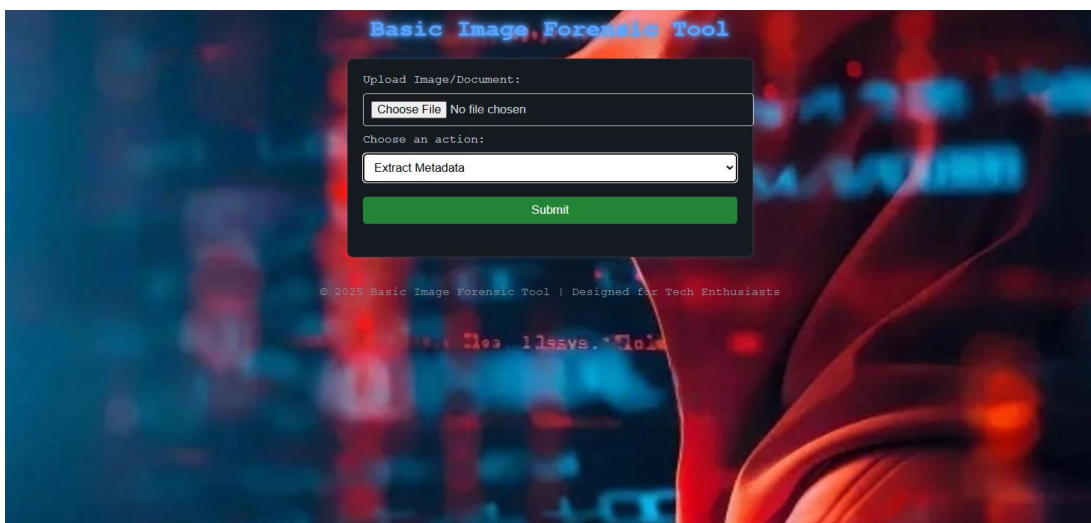 Basic Image Forensic Tool
Upload Image/Document:
Choose File No file chosen
Choose an action:
Extract Metadata
Submit
© 2025 Basic Image Forensic Tool | Designed for Tech Enthusiasts